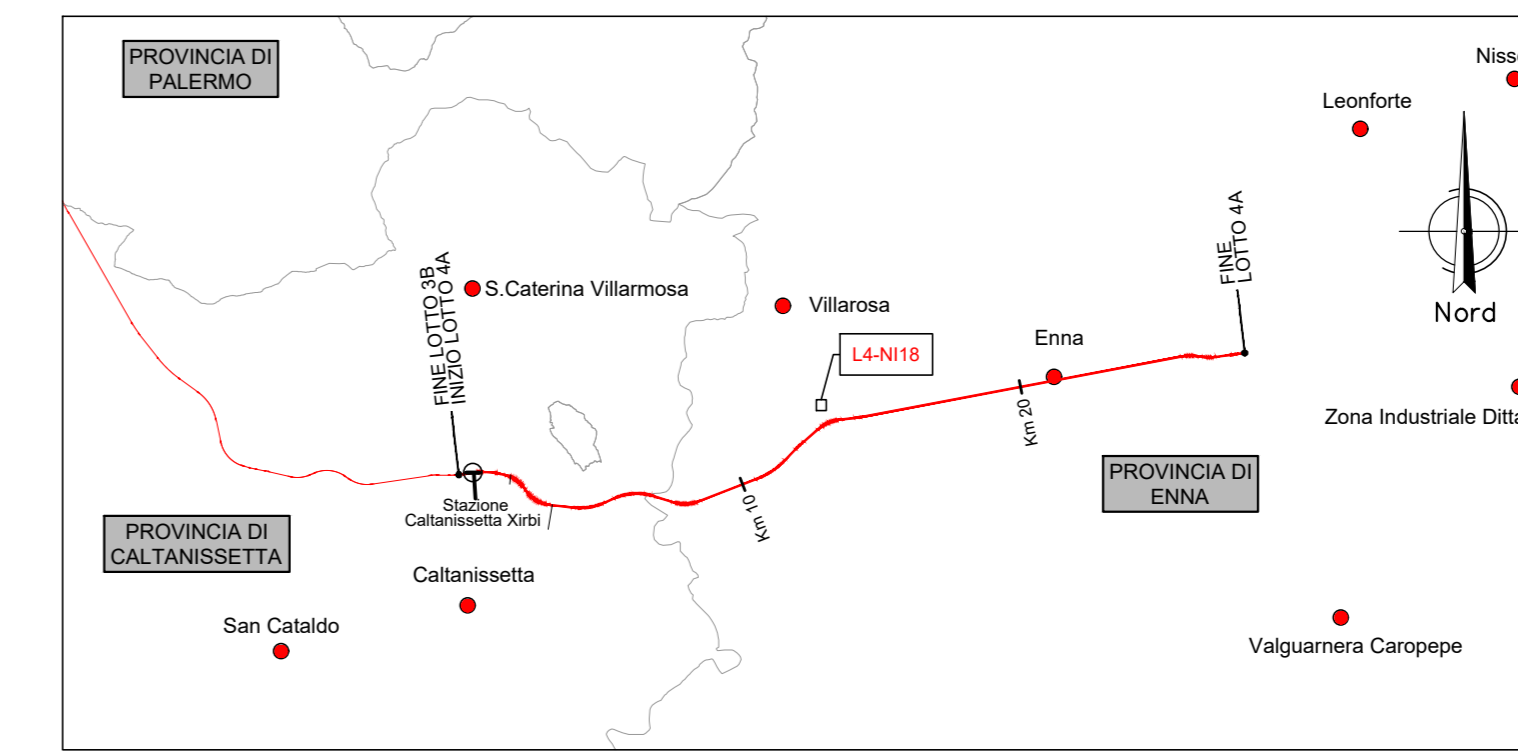 PROVINCIA DI
PALERMO
Leonforte
FINE LOTTO 3B
INIZIO LOTTO 4A
S.Caterina Villarmosa
Villarosa
L4-NI18
Enna
FINE
LOTTO 4A
Nord
Km 20
Zona Industriale
PROVINCIA DI
ENNA
Km 10
Stazione
Caltanissetta Xirbi
PROVINCIA DI
CALTANISSETTA
Caltanissetta
San Cataldo
Valguarnera Caropepe